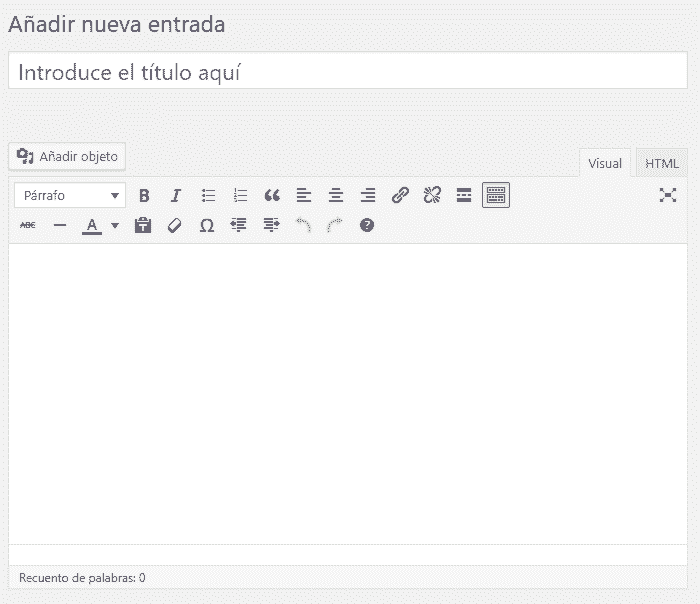 Añadir nueva entrada
Introduce el título aquí
Añadir objeto
Visual HTML
Párrafo B I
ABC A Ω
Recuento de palabras: 0